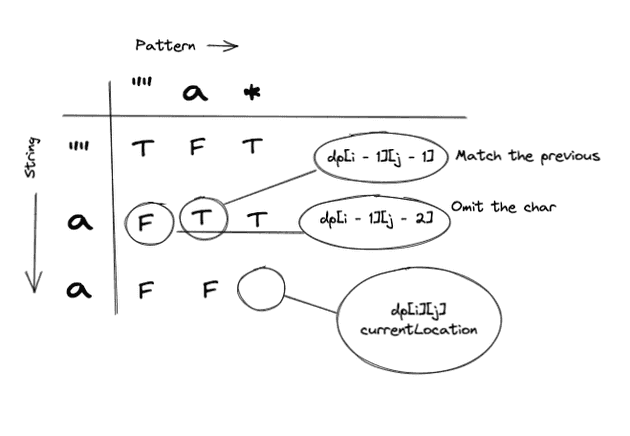 Pattern
"" a *
String
"" T F T
dp[i - 1][j - 1] Match the previous
a F T T
dp[i - 1][j - 2] Omit the char
a F F
dp[i][j]
currentLocation